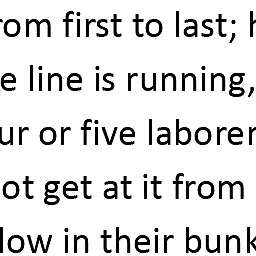 rom first to last; h
e line is running,
ur or five laborer
ot get at it from
low in their bunk